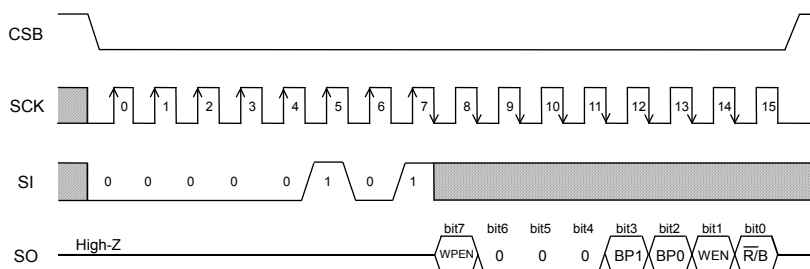 CSB
SCK 0 1 2 3 4 5 6 7 8 9 10 11 12 13 14 15
SI 0 0 0 0 0 1 0 1
bit7 bit6 bit5 bit4 bit3 bit2 bit1 bit0
SO High-Z WPEN 0 0 0 BP1 BP0 WEN R̅/B